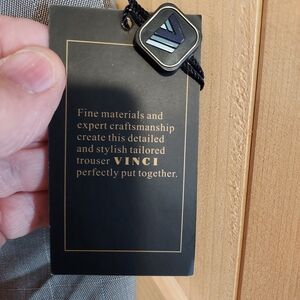 Fine materials and
expert craftsmanship
create this detailed
and stylish tailored
trouser VINCI
perfectly put together.